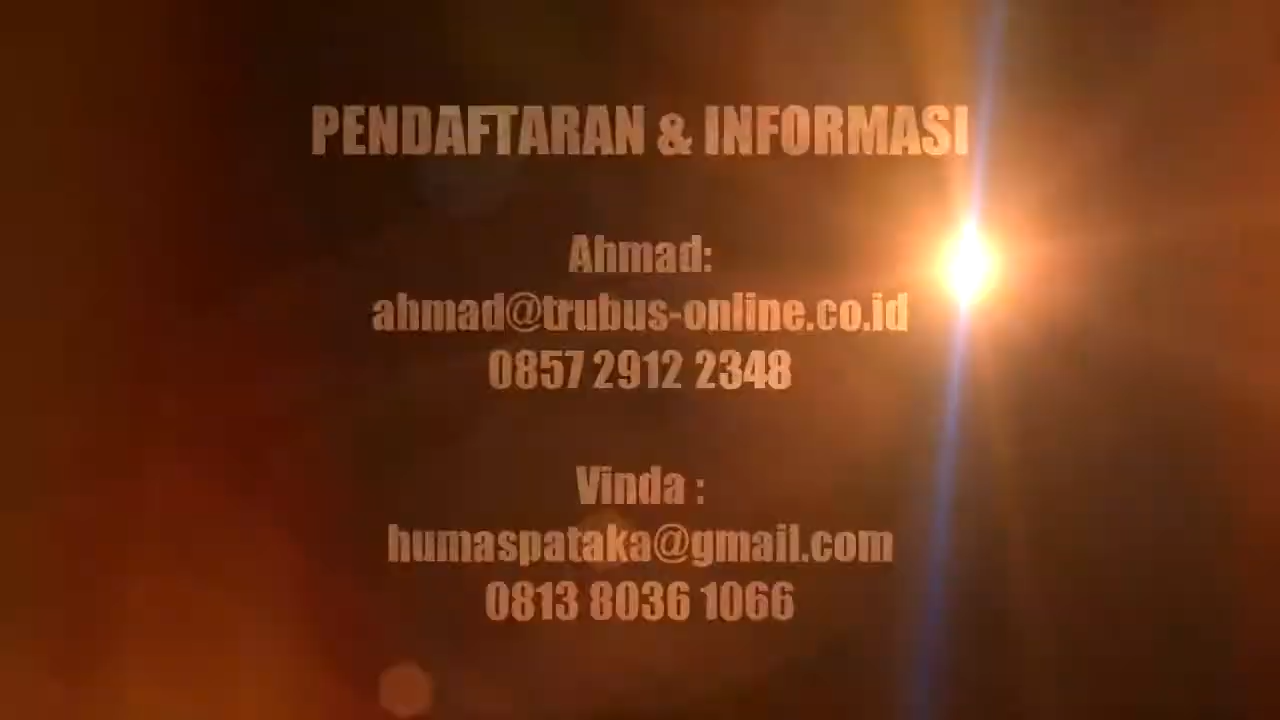 PENDAFTARAN & INFORMASI
Ahmad:
ahmad@trubus-online.co.id
0857 2912 2348
Vinda :
humaspataka@gmail.com
0813 8036 1066